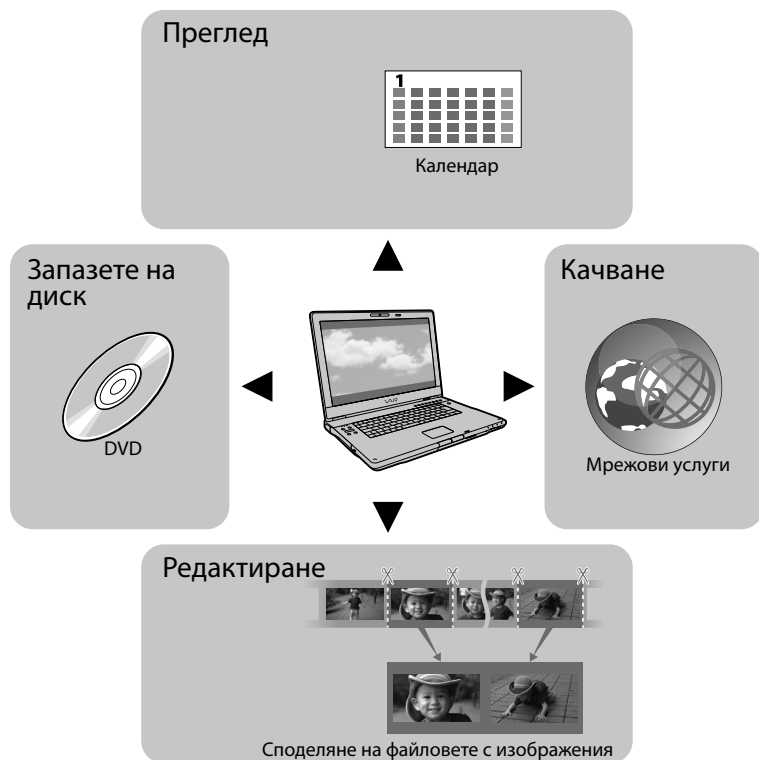 Преглед
1
Календар
Запазете на
диск
DVD
VAIO
Качване
Мрежови услуги
Редактиране
Споделяне на файловете с изображения